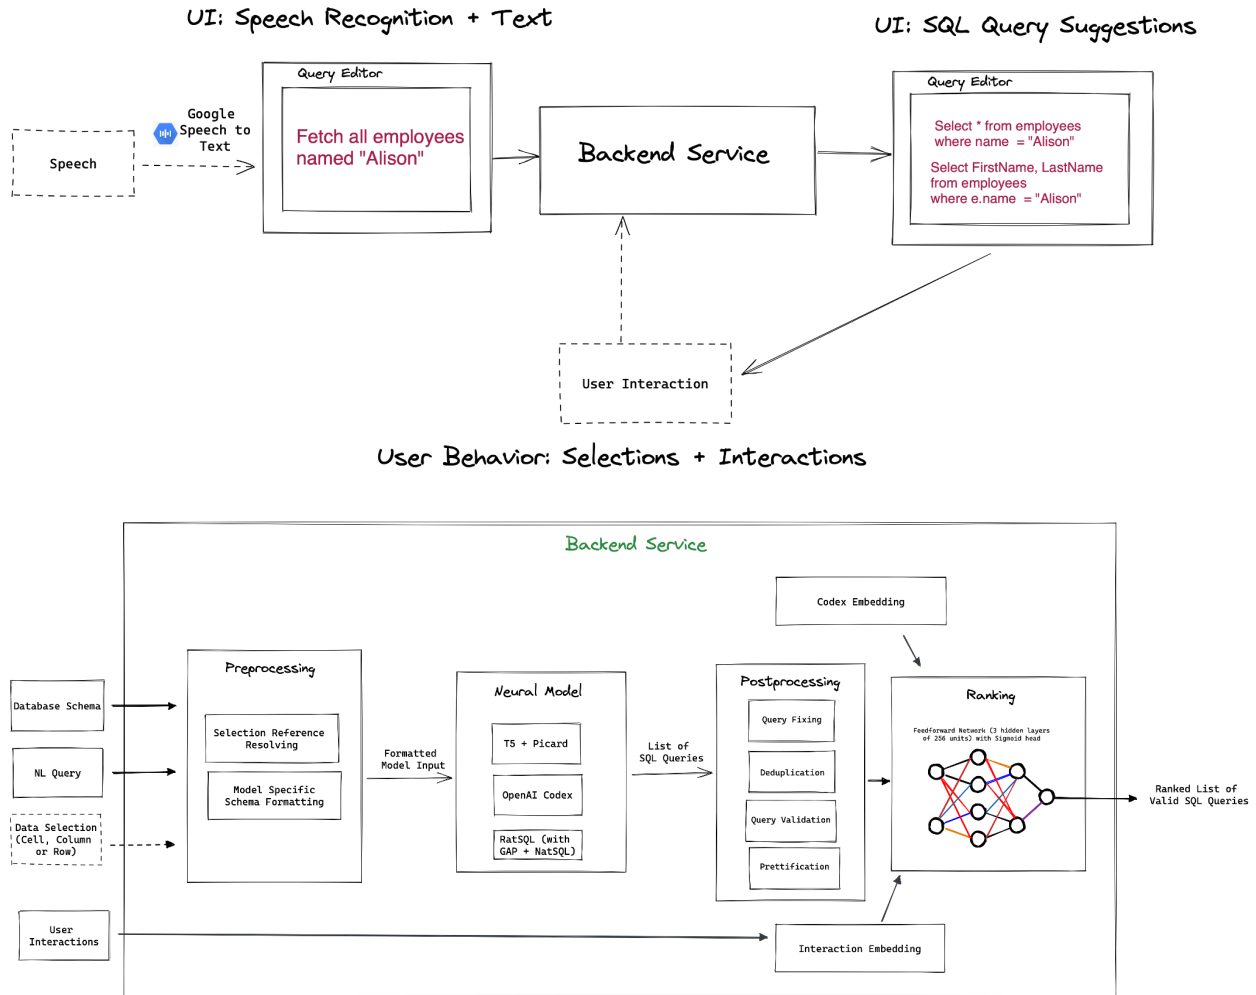 UI: Speech Recognition + Text
UI: SQL Query Suggestions
Query Editor
Fetch all employees
named "Alison"
Google
Speech to
Text
Speech
Backend Service
Query Editor
Select * from employees
where name  = "Alison"
Select FirstName, LastName
from employees
where e.name  = "Alison"
User Interaction
User Behavior: Selections + Interactions
Backend Service
Codex Embedding
Database Schema
NL Query
Data Selection
(Cell, Column
or Row)
User
Interactions
Preprocessing
Selection Reference
Resolving
Model Specific
Schema Formatting
Formatted
Model Input
Neural Model
T5 + Picard
OpenAI Codex
RatSQL (with
GAP + NatSQL)
List of
SQL Queries
Postprocessing
Query Fixing
Deduplication
Query Validation
Prettification
Ranking
Feedforward Network (3 hidden layers
of 256 units) with Sigmoid head
Ranked List of
Valid SQL Queries
Interaction Embedding